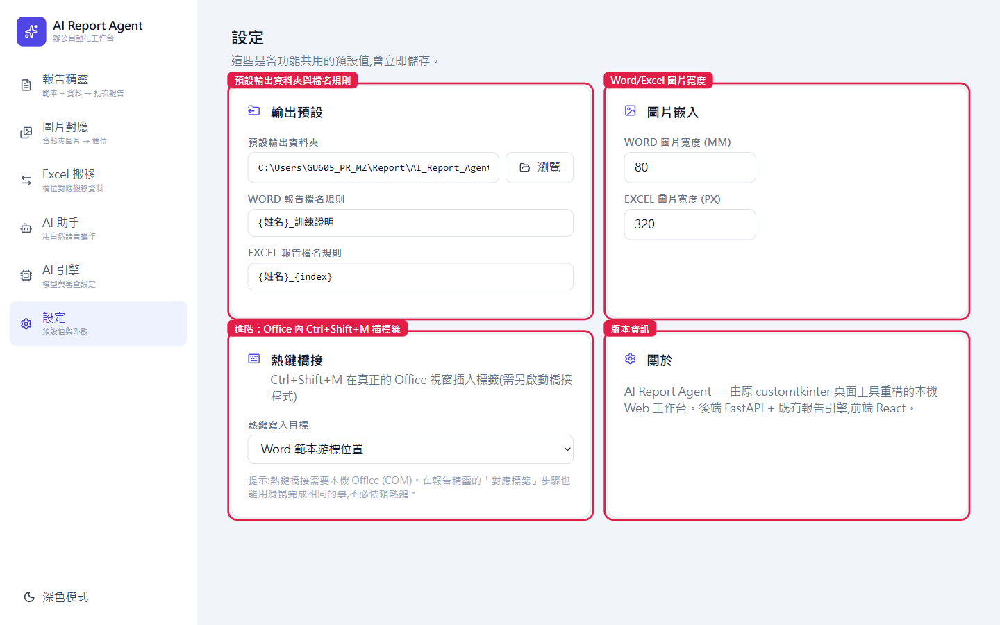 AI Report Agent
辦公自動化工作台
報告精靈
範本 + 資料 → 批次報告
圖片對應
資料夾圖片 → 欄位
Excel 搬移
欄位對應搬移資料
AI 助手
用自然語言操作
AI 引擎
模型與審查設定
設定
預設值與外觀
深色模式
設定
這些是各功能共用的預設值,會立即儲存。
預設輸出資料夾與檔名規則
輸出預設
預設輸出資料夾
C:\Users\GU605_PR_MZ\Report\AI_Report_Agent
瀏覽
WORD 報告檔名規則
{姓名}_訓練證明
EXCEL 報告檔名規則
{姓名}_{index}
Word/Excel 圖片寬度
圖片嵌入
WORD 圖片寬度 (MM)
80
EXCEL 圖片寬度 (PX)
320
進階：Office 內 Ctrl+Shift+M 插標籤
熱鍵橋接
Ctrl+Shift+M 在真正的 Office 視窗插入標籤(需另啟動橋接
程式)
熱鍵寫入目標
Word 範本游標位置
提示:熱鍵橋接需要本機 Office (COM)。在報告精靈的「對應標籤」步驟也
能用滑鼠完成相同的事,不必依賴熱鍵。
版本資訊
關於
AI Report Agent — 由原 customtkinter 桌面工具重構的本機
Web 工作台。後端 FastAPI + 既有報告引擎,前端 React。